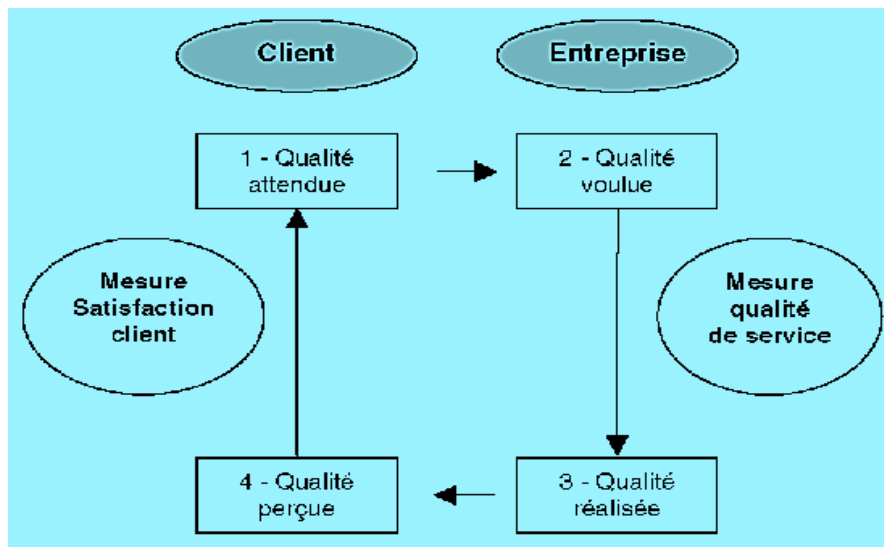 Client
Entreprise
1 - Qualité
attendue
2 - Qualité
voulue
Mesure
Satisfaction
client
Mesure
qualité
de service
4 - Qualité
perçue
3 - Qualité
réalisée